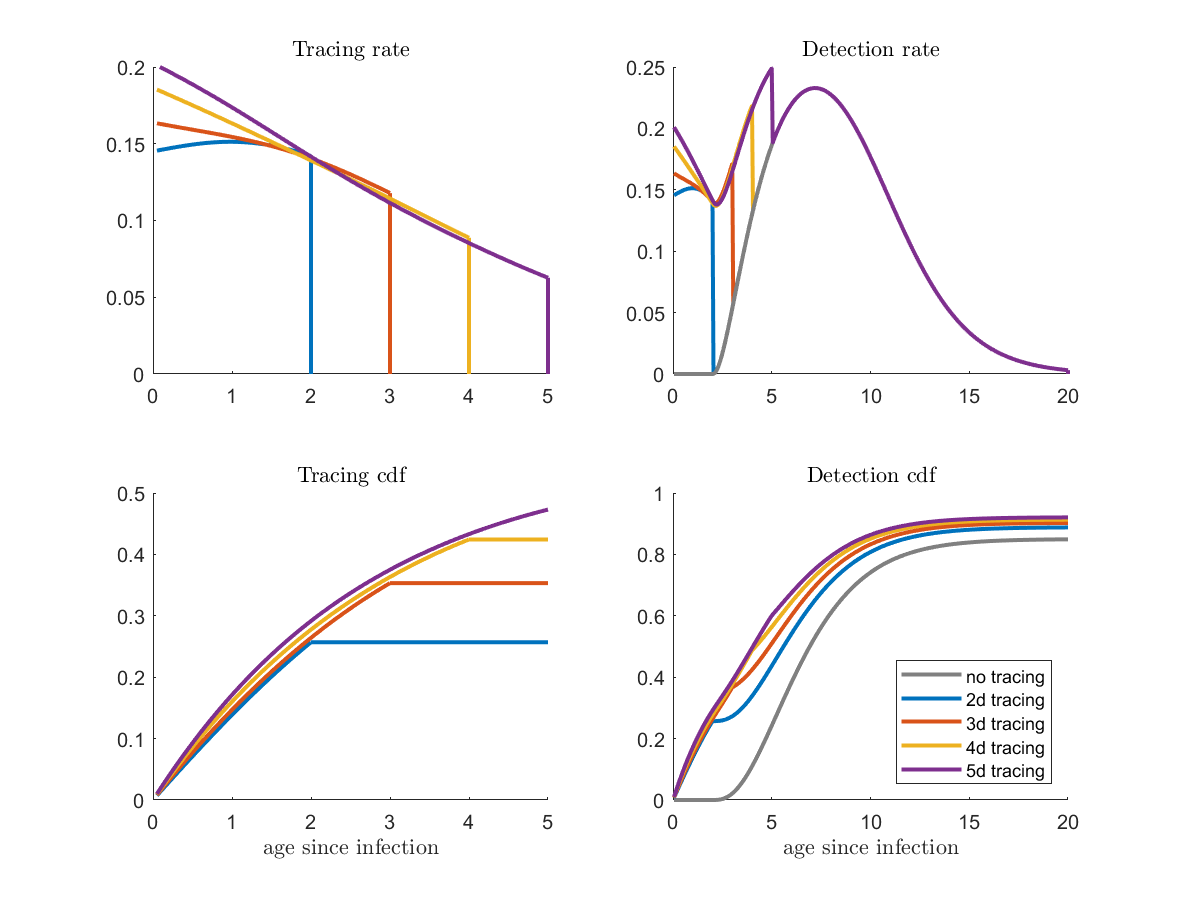 Tracing rate
0.2
0.15
0.1
0.05
0
0 1 2 3 4 5
Detection rate
0.25
0.2
0.15
0.1
0.05
0
0 5 10 15 20
Tracing cdf
0.5
0.4
0.3
0.2
0.1
0
0 1 2 3 4 5
age since infection
Detection cdf
1
0.8
0.6
0.4
0.2
0
0 5 10 15 20
age since infection
no tracing
2d tracing
3d tracing
4d tracing
5d tracing